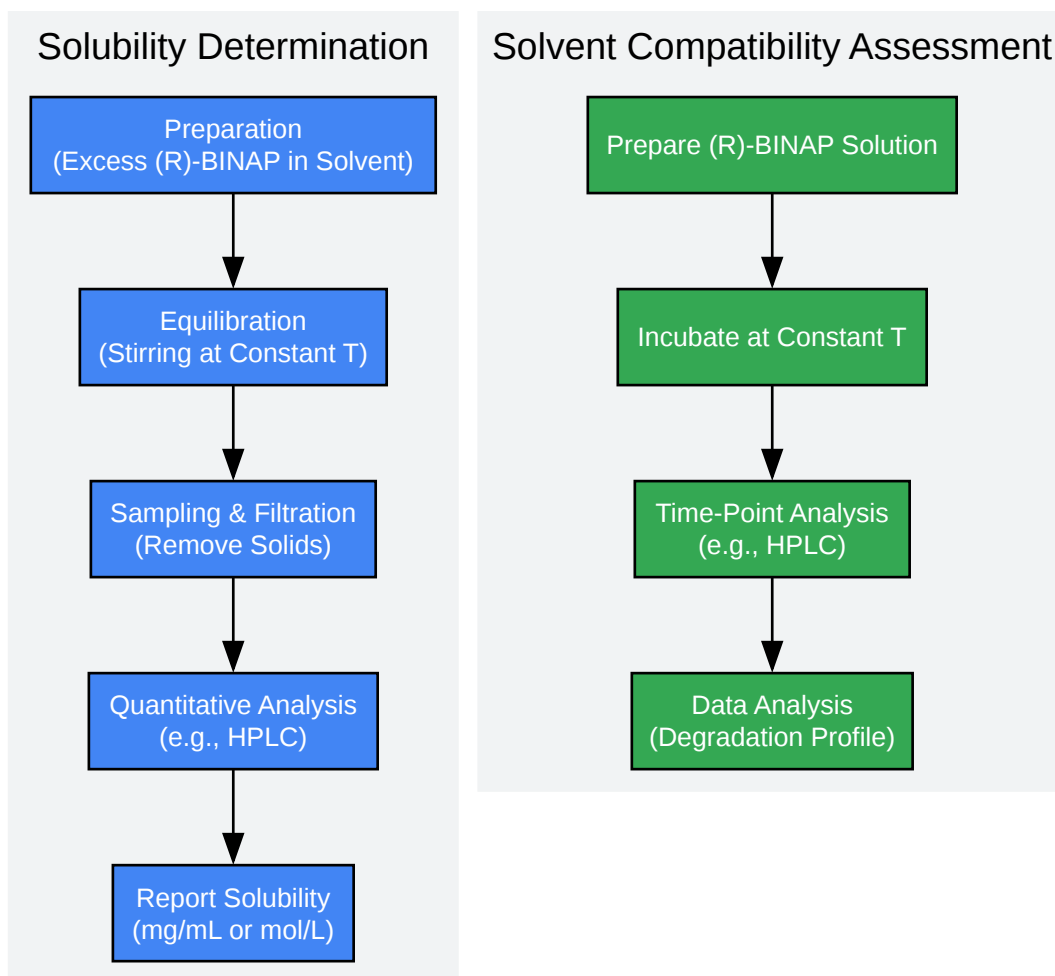 Solubility Determination
Preparation
(Excess (R)-BINAP in Solvent)
Equilibration
(Stirring at Constant T)
Sampling & Filtration
(Remove Solids)
Quantitative Analysis
(e.g., HPLC)
Report Solubility
(mg/mL or mol/L)
Solvent Compatibility Assessment
Prepare (R)-BINAP Solution
Incubate at Constant T
Time-Point Analysis
(e.g., HPLC)
Data Analysis
(Degradation Profile)